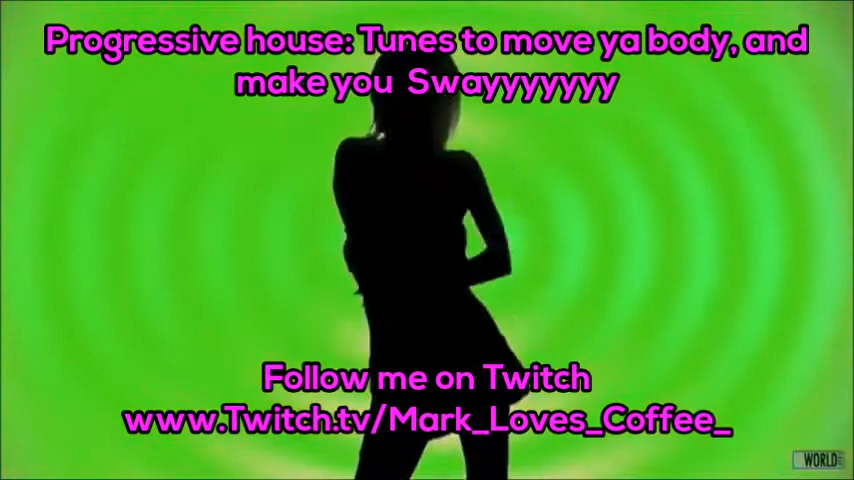 Progressive house: Tunes to move ya body, and
make you Swayyyyyyy
Follow me on Twitch
www.Twitch.tv/Mark_Loves_Coffee_
WORLD